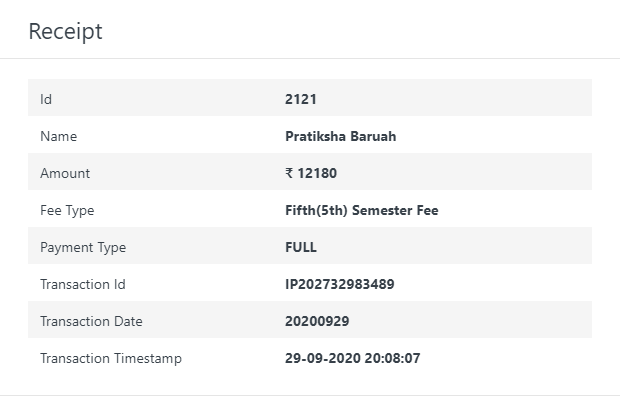 Receipt
Id 2121
Name Pratiksha Baruah
Amount ₹ 12180
Fee Type Fifth(5th) Semester Fee
Payment Type FULL
Transaction Id IP202732983489
Transaction Date 20200929
Transaction Timestamp 29-09-2020 20:08:07